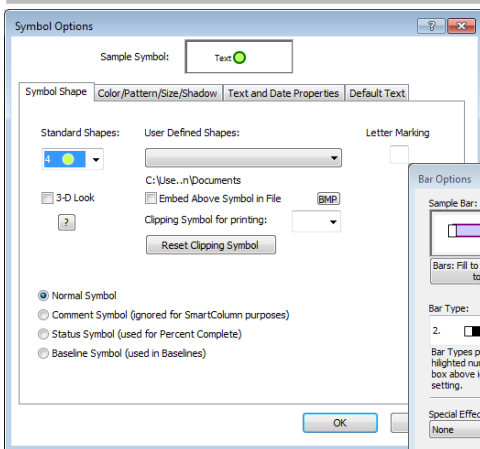 Symbol Options
Sample Symbol: Text
Symbol Shape Color/Pattern/Size/Shadow Text and Date Properties Default Text
Standard Shapes: User Defined Shapes: Letter Marking
4
C:\Use..n\Documents
3-D Look Embed Above Symbol in File BMP
? Clipping Symbol for printing:
Reset Clipping Symbol
Normal Symbol
Comment Symbol (ignored for SmartColumn purposes)
Status Symbol (used for Percent Complete)
Baseline Symbol (used in Baselines)
OK
Bar Options
Sample Bar:
Bars: Fill to
to
Bar Type:
2.
Bar Types p
hilighted nu
box above i
setting.
Special Effec
None